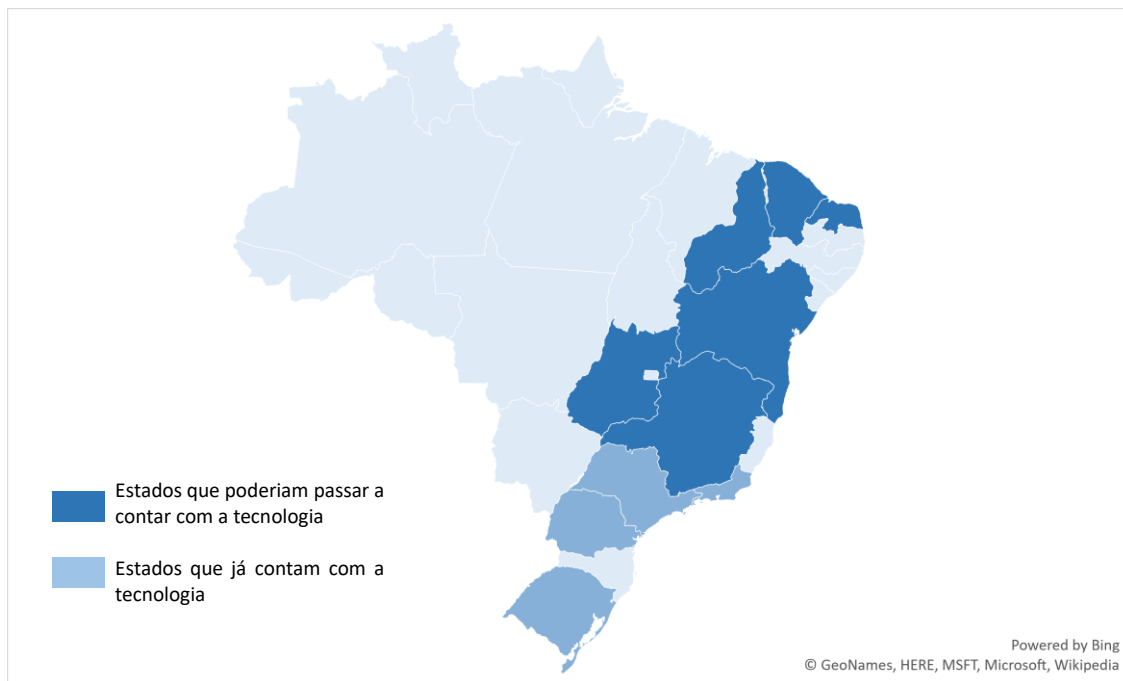 Estados que poderiam passar a
contar com a tecnologia
Estados que já contam com a
tecnologia
Powered by Bing
© GeoNames, HERE, MSFT, Microsoft, Wikipedia